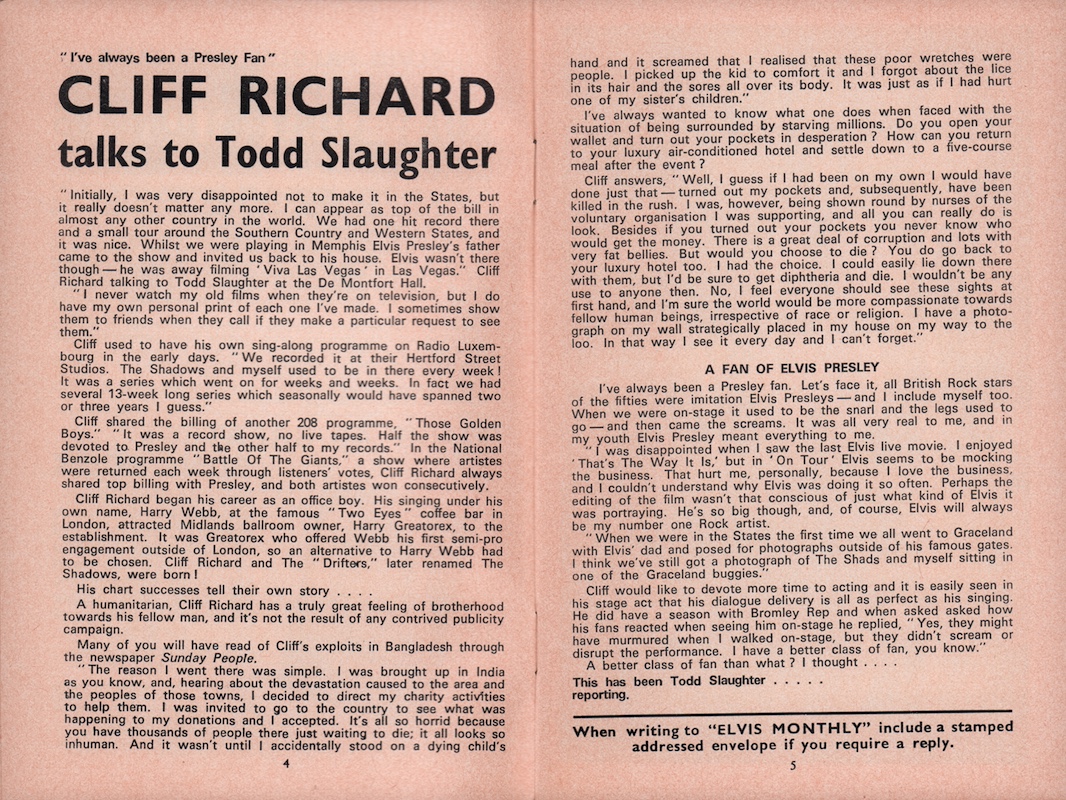 "I've always been a Presley Fan"
CLIFF RICHARD
talks to Todd Slaughter
"Initially, I was very disappointed not to make it in the States, but
it really doesn't matter any more. I can appear as top of the bill in
almost any other country in the world. We had one hit record there
and a small tour around the Southern Country and Western States, and
it was nice. Whilst we were playing in Memphis Elvis Presley's father
came to the show and invited us back to his house. Elvis wasn't there
though — he was away filming 'Viva Las Vegas' in Las Vegas." Cliff
Richard talking to Todd Slaughter at the De Montfort Hall.
"I never watch my old films when they're on television, but I do
have my own personal print of each one I've made. I sometimes show
them to friends when they call if they make a particular request to see
them."
Cliff used to have his own sing-along programme on Radio Luxem-
bourg in the early days. "We recorded it at their Hertford Street
Studios. The Shadows and myself used to be in there every week!
It was a series which went on for weeks and weeks. In fact we had
several 13-week long series which seasonally would have spanned two
or three years I guess."
Cliff shared the billing of another 208 programme, "Those Golden
Boys." "It was a record show, no live tapes. Half the show was
devoted to Presley and the other half to my records." In the National
Benzole programme "Battle Of The Giants," a show where artistes
were returned each week through listeners' votes, Cliff Richard always
shared top billing with Presley, and both artistes won consecutively.
Cliff Richard began his career as an office boy. His singing under his
own name, Harry Webb, at the famous "Two Eyes" coffee bar in
London, attracted Midlands ballroom owner, Harry Greatorex, to the
establishment. It was Greatorex who offered Webb his first semi-pro
engagement outside of London, so an alternative to Harry Webb had
to be chosen. Cliff Richard and The "Drifters," later renamed The
Shadows, were born!
His chart successes tell their own story . . . .
A humanitarian, Cliff Richard has a truly great feeling of brotherhood
towards his fellow man, and it's not the result of any contrived publicity
campaign.
Many of you will have read of Cliff's exploits in Bangladesh through
the newspaper Sunday People.
"The reason I went there was simple. I was brought up in India
as you know, and, hearing about the devastation caused to the area and
the peoples of those towns, I decided to direct my charity activities
to help them. I was invited to go to the country to see what was
happening to my donations and I accepted. It's all so horrid because
you have thousands of people there just waiting to die; it all looks so
inhuman. And it wasn't until I accidentally stood on a dying child's
4
hand and it screamed that I realised that these poor wretches were
people. I picked up the kid to comfort it and I forgot about the lice
in its hair and the sores all over its body. It was just as if I had hurt
one of my sister's children."
I've always wanted to know what one does when faced with the
situation of being surrounded by starving millions. Do you open your
wallet and turn out your pockets in desperation? How can you return
to your luxury air-conditioned hotel and settle down to a five-course
meal after the event?
Cliff answers, "Well, I guess if I had been on my own I would have
done just that — turned out my pockets and, subsequently, have been
killed in the rush. I was, however, being shown round by nurses of the
voluntary organisation I was supporting, and all you can really do is
look. Besides if you turned out your pockets you never know who
would get the money. There is a great deal of corruption and lots with
very fat bellies. But would you choose to die? You do go back to
your luxury hotel too. I had the choice. I could easily lie down there
with them, but I'd be sure to get diphtheria and die. I wouldn't be any
use to anyone then. No, I feel everyone should see these sights at
first hand, and I'm sure the world would be more compassionate towards
fellow human beings, irrespective of race or religion. I have a photo-
graph on my wall strategically placed in my house on my way to the
loo. In that way I see it every day and I can't forget."
A FAN OF ELVIS PRESLEY
I've always been a Presley fan. Let's face it, all British Rock stars
of the fifties were imitation Elvis Presleys — and I include myself too.
When we were on-stage it used to be the snarl and the legs used to
go — and then came the screams. It was all very real to me, and in
my youth Elvis Presley meant everything to me.
"I was disappointed when I saw the last Elvis live movie. I enjoyed
'That's The Way It Is,' but in 'On Tour' Elvis seems to be mocking
the business. That hurt me, personally, because I love the business,
and I couldn't understand why Elvis was doing it so often. Perhaps the
editing of the film wasn't that conscious of just what kind of Elvis it
was portraying. He's so big though, and, of course, Elvis will always
be my number one Rock artist.
"When we were in the States the first time we all went to Graceland
with Elvis' dad and posed for photographs outside of his famous gates.
I think we've still got a photograph of The Shads and myself sitting in
one of the Graceland buggies."
Cliff would like to devote more time to acting and it is easily seen in
his stage act that his dialogue delivery is all as perfect as his singing.
He did have a season with Bromley Rep and when asked asked how
his fans reacted when seeing him on-stage he replied, "Yes, they might
have murmured when I walked on-stage, but they didn't scream or
disrupt the performance. I have a better class of fan, you know."
A better class of fan than what? I thought . . . .
This has been Todd Slaughter . . . . .
reporting.
When writing to "ELVIS MONTHLY" include a stamped
addressed envelope if you require a reply.
5